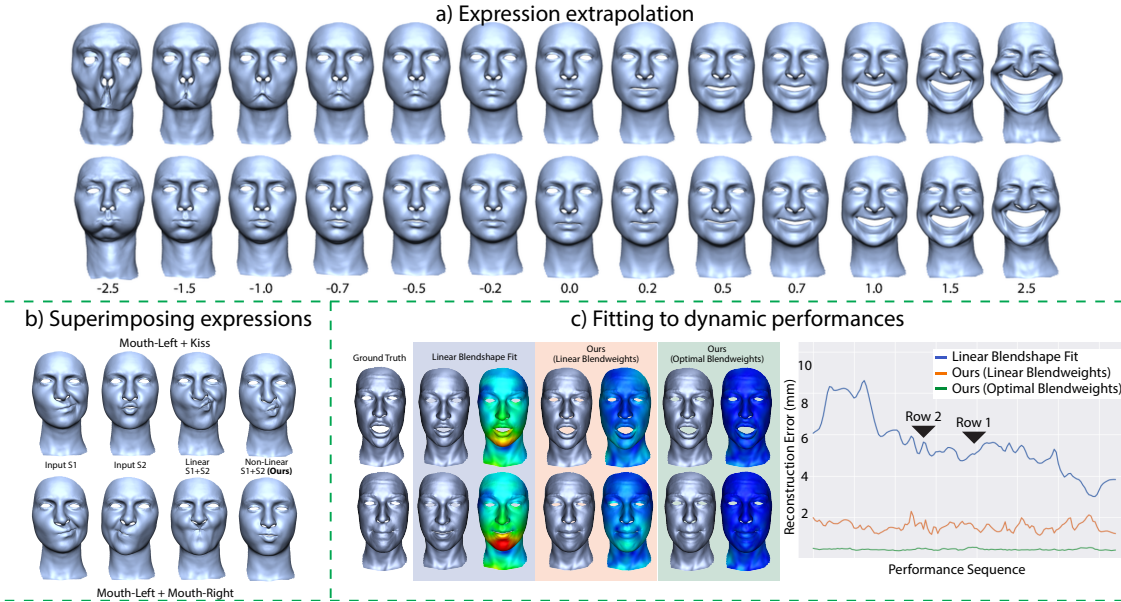 a) Expression extrapolation
-2.5 -1.5 -1.0 -0.7 -0.5 -0.2 0.0 0.2 0.5 0.7 1.0 1.5 2.5
b) Superimposing expressions
Mouth-Left + Kiss
Input S1
Input S2
Linear
S1+S2
Non-Linear
S1+S2 (Ours)
Mouth-Left + Mouth-Right
c) Fitting to dynamic performances
Ground Truth
Linear Blendshape Fit
Ours
(Linear Blendweights)
Ours
(Optimal Blendweights)
Reconstruction Error (mm)
10
8
6
4
2
Linear Blendshape Fit
Ours (Linear Blendweights)
Ours (Optimal Blendweights)
Row 2
Row 1
Performance Sequence